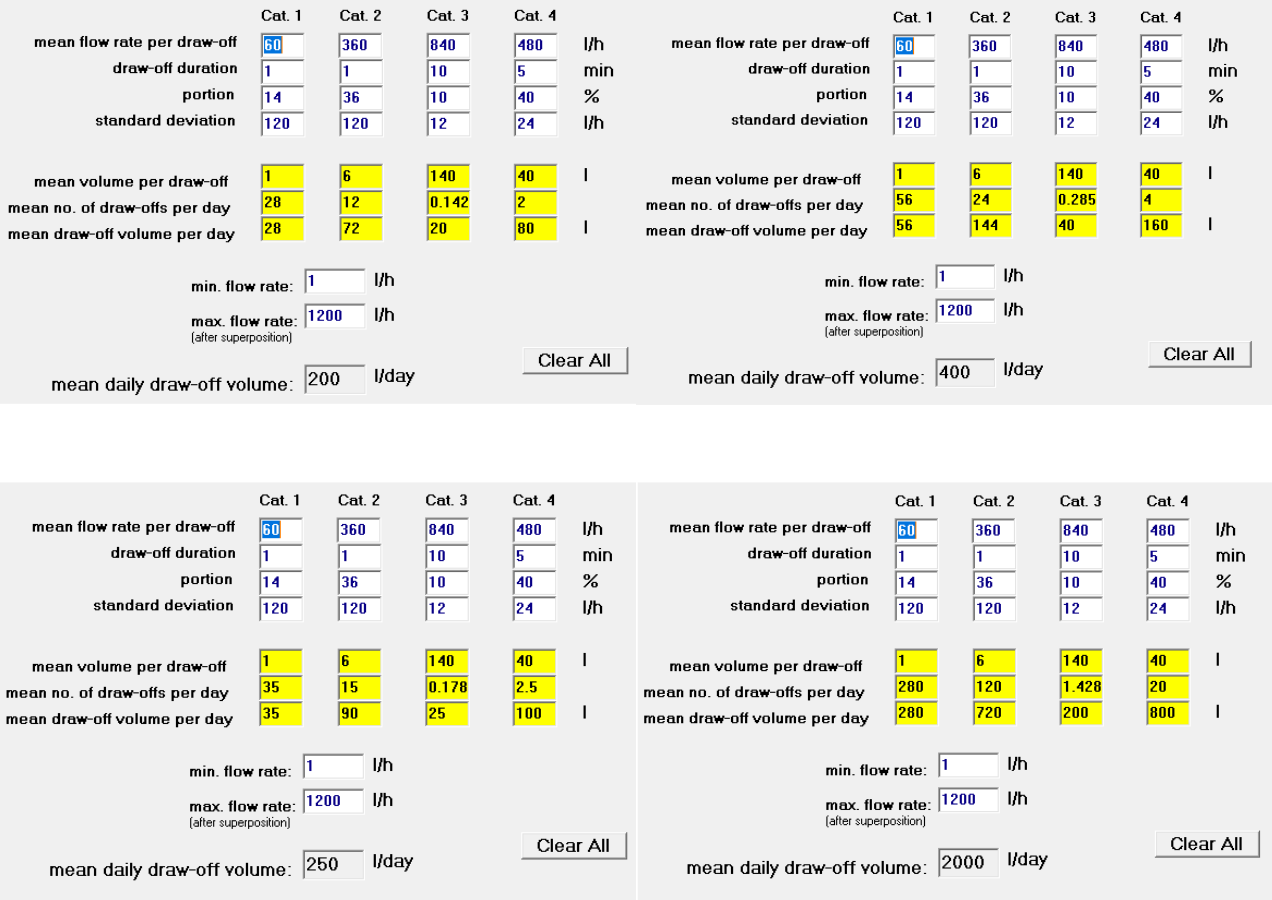 Cat. 1 Cat. 2 Cat. 3 Cat. 4
mean flow rate per draw-off 60 360 840 480 l/h
draw-off duration 1 1 10 5 min
portion 14 36 10 40 %
standard deviation 120 120 12 24 l/h
mean volume per draw-off 1 6 140 40 l
mean no. of draw-offs per day 28 12 0.142 2
mean draw-off volume per day 28 72 20 80 l
min. flow rate: 1 l/h
max. flow rate: 1200 l/h
(after superposition)
Clear All
mean daily draw-off volume: 200 l/day
Cat. 1 Cat. 2 Cat. 3 Cat. 4
mean flow rate per draw-off 60 360 840 480 l/h
draw-off duration 1 1 10 5 min
portion 14 36 10 40 %
standard deviation 120 120 12 24 l/h
mean volume per draw-off 1 6 140 40 l
mean no. of draw-offs per day 56 24 0.285 4
mean draw-off volume per day 56 144 40 160 l
min. flow rate: 1 l/h
max. flow rate: 1200 l/h
(after superposition)
Clear All
mean daily draw-off volume: 400 l/day
Cat. 1 Cat. 2 Cat. 3 Cat. 4
mean flow rate per draw-off 60 360 840 480 l/h
draw-off duration 1 1 10 5 min
portion 14 36 10 40 %
standard deviation 120 120 12 24 l/h
mean volume per draw-off 1 6 140 40 l
mean no. of draw-offs per day 35 15 0.178 2.5
mean draw-off volume per day 35 90 25 100 l
min. flow rate: 1 l/h
max. flow rate: 1200 l/h
(after superposition)
Clear All
mean daily draw-off volume: 250 l/day
Cat. 1 Cat. 2 Cat. 3 Cat. 4
mean flow rate per draw-off 60 360 840 480 l/h
draw-off duration 1 1 10 5 min
portion 14 36 10 40 %
standard deviation 120 120 12 24 l/h
mean volume per draw-off 1 6 140 40 l
mean no. of draw-offs per day 280 120 1.428 20
mean draw-off volume per day 280 720 200 800 l
min. flow rate: 1 l/h
max. flow rate: 1200 l/h
(after superposition)
Clear All
mean daily draw-off volume: 2000 l/day